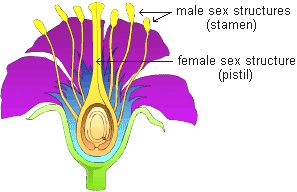 male sex structures
(stamen)
female sex structure
(pistil)